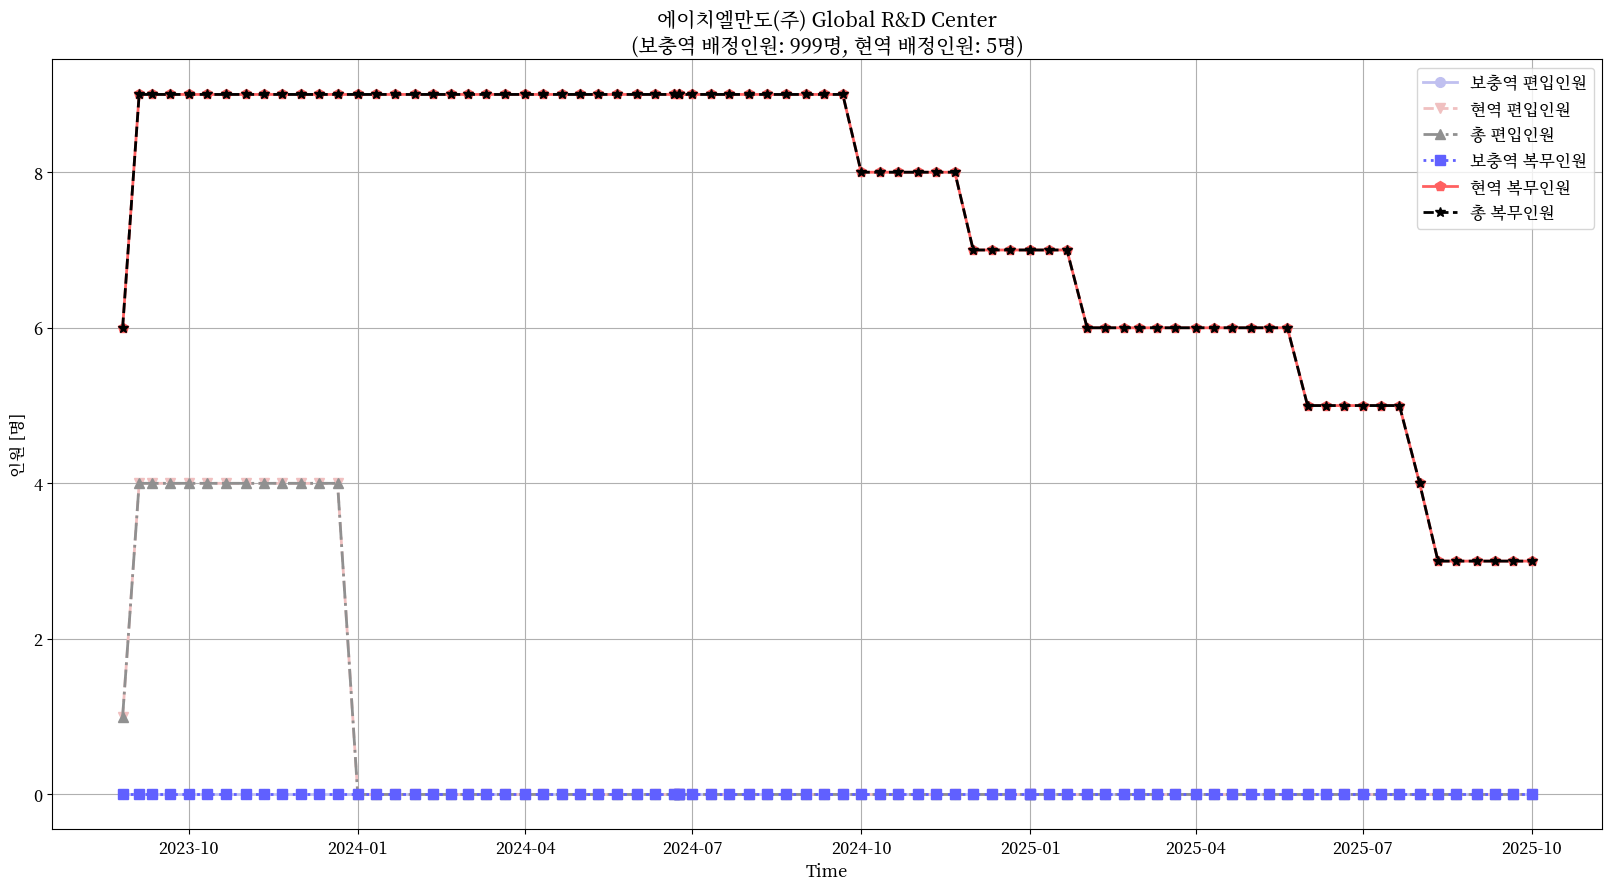 에이치엘만도(주) Global R&D Center
(보충역 배정인원: 999명, 현역 배정인원: 5명)
보충역 편입인원
현역 편입인원
총 편입인원
보충역 복무인원
현역 복무인원
총 복무인원
8
6
4
2
0
인원 [명]
2023-10 2024-01 2024-04 2024-07 2024-10 2025-01 2025-04 2025-07 2025-10
Time